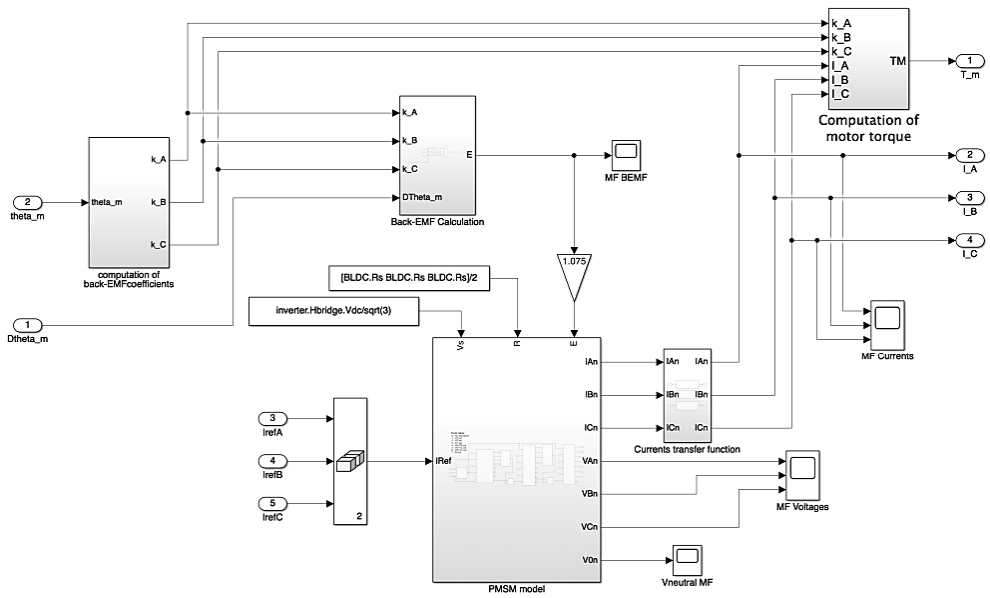 k_A
k_B
k_C
I_A
I_B
I_C
TM
1
T_m
Computation of
motor torque
k_A
k_B
k_C
DTheta_m
E
Back-EMF Calculation
MF BEMF
2
I_A
3
I_B
4
I_C
2
theta_m
theta_m
k_A
k_B
k_C
computation of
back-EMFcoefficients
1.075
[BLDC.Rs BLDC.Rs BLDC.Rs]/2
inverter.Hbridge.Vdc/sqrt(3)
1
Dtheta_m
MF Currents
Vs
R
E
IRef
IAn
IBn
ICn
VAn
VBn
VCn
V0n
PMSM model
IAn
IBn
ICn
IAn
IBn
ICn
Currents transfer function
3
IrefA
4
IrefB
5
IrefC
2
MF Voltages
Vneutral MF